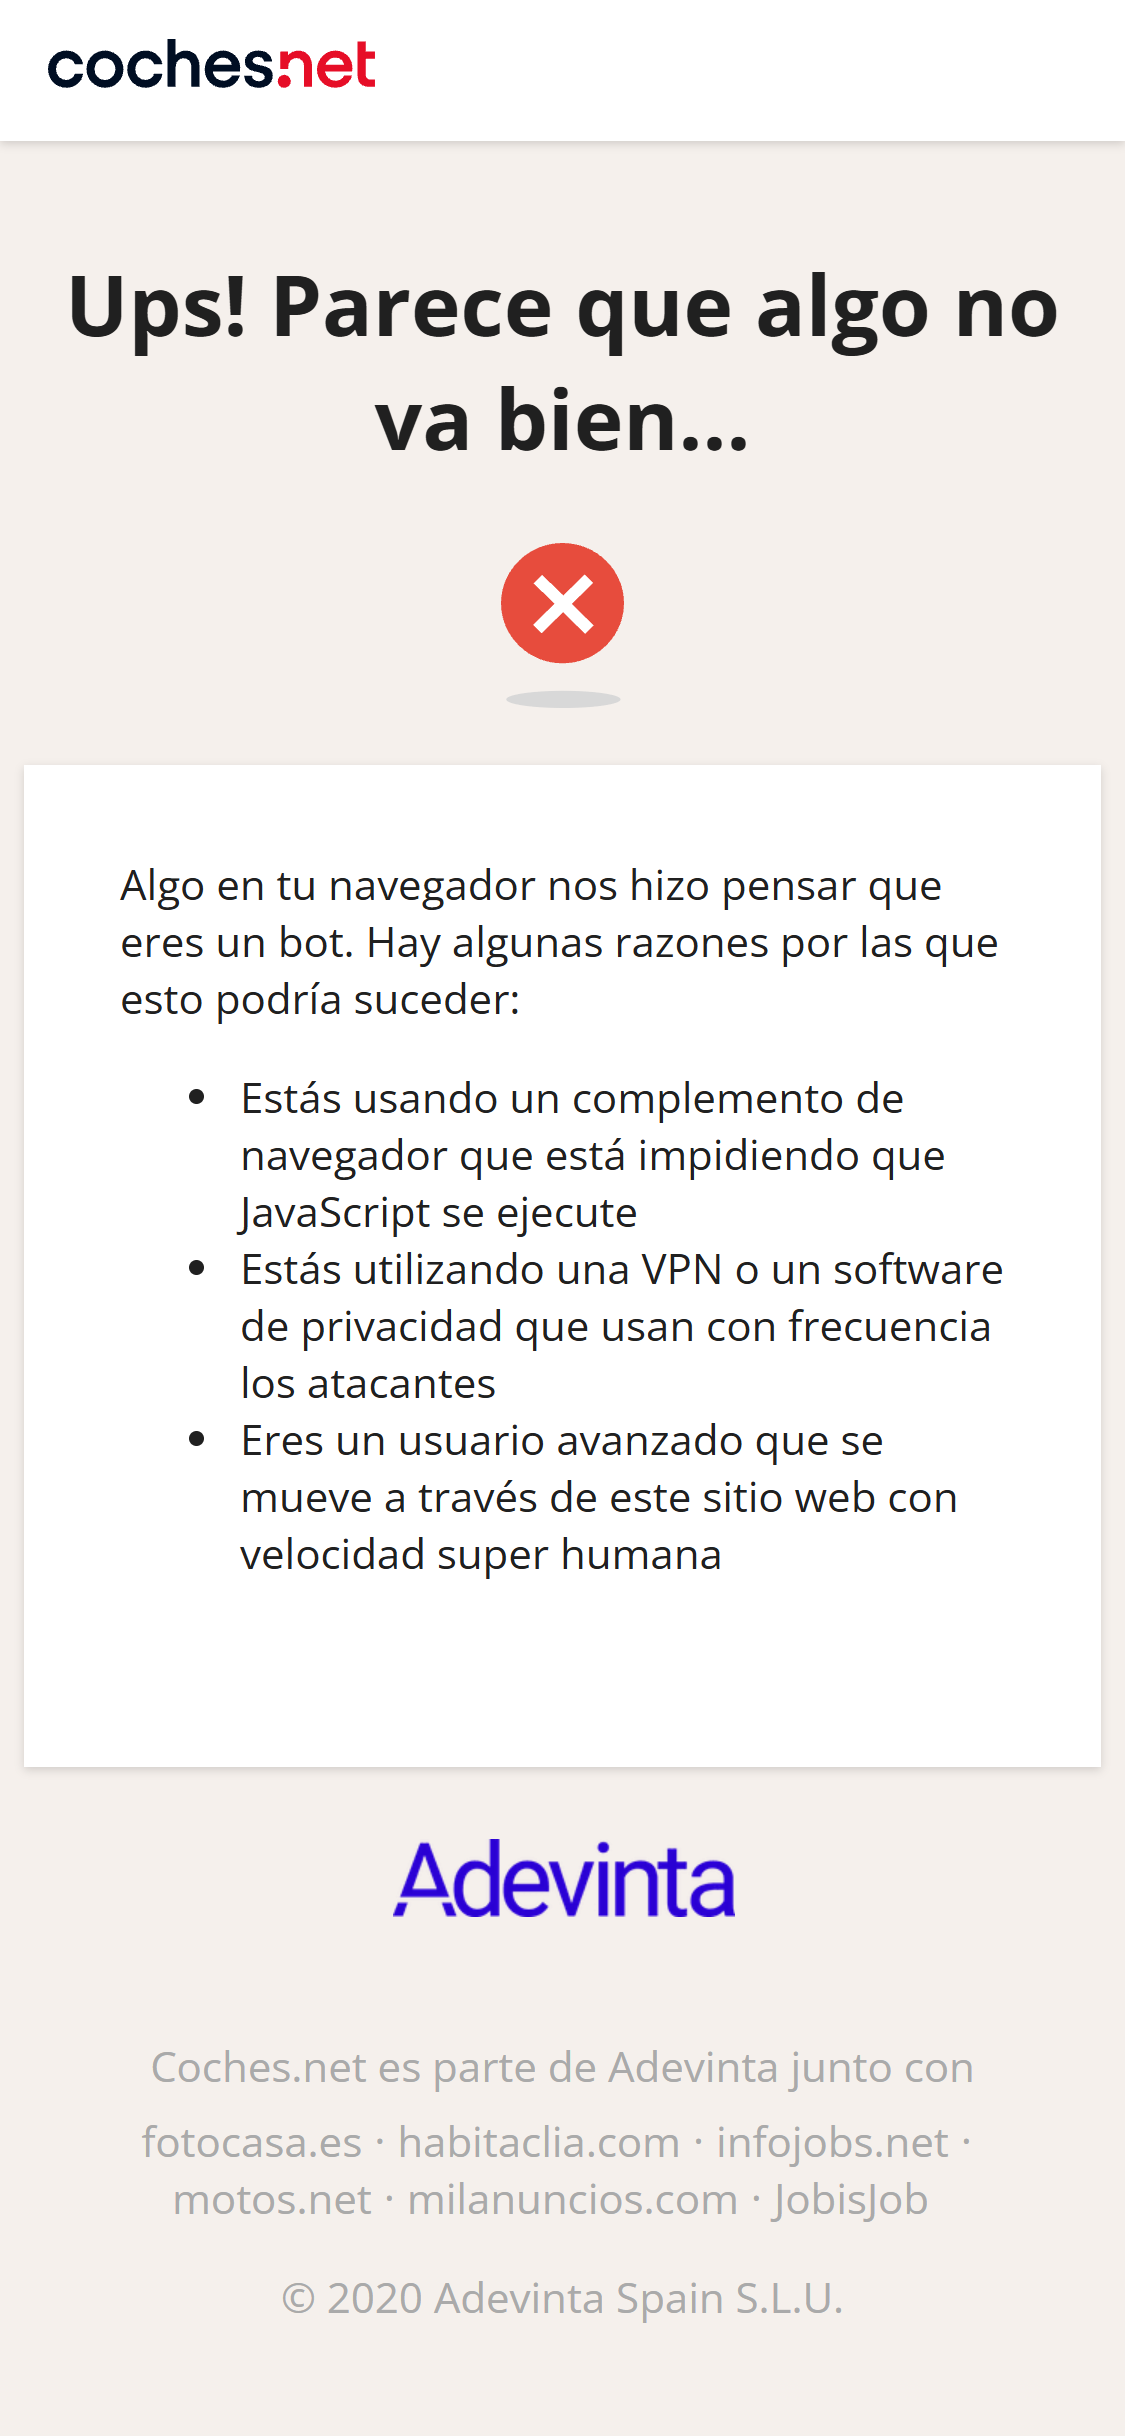 coches.net
Ups! Parece que algo no
va bien...
Algo en tu navegador nos hizo pensar que
eres un bot. Hay algunas razones por las que
esto podría suceder:
• Estás usando un complemento de
navegador que está impidiendo que
JavaScript se ejecute
• Estás utilizando una VPN o un software
de privacidad que usan con frecuencia
los atacantes
• Eres un usuario avanzado que se
mueve a través de este sitio web con
velocidad super humana
Adevinta
Coches.net es parte de Adevinta junto con
fotocasa.es · habitaclia.com · infojobs.net ·
motos.net · milanuncios.com · JobisJob
© 2020 Adevinta Spain S.L.U.